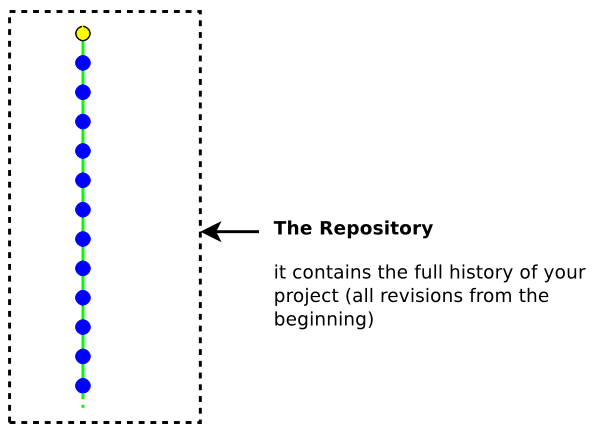 The Repository
it contains the full history of your
project (all revisions from the
beginning)